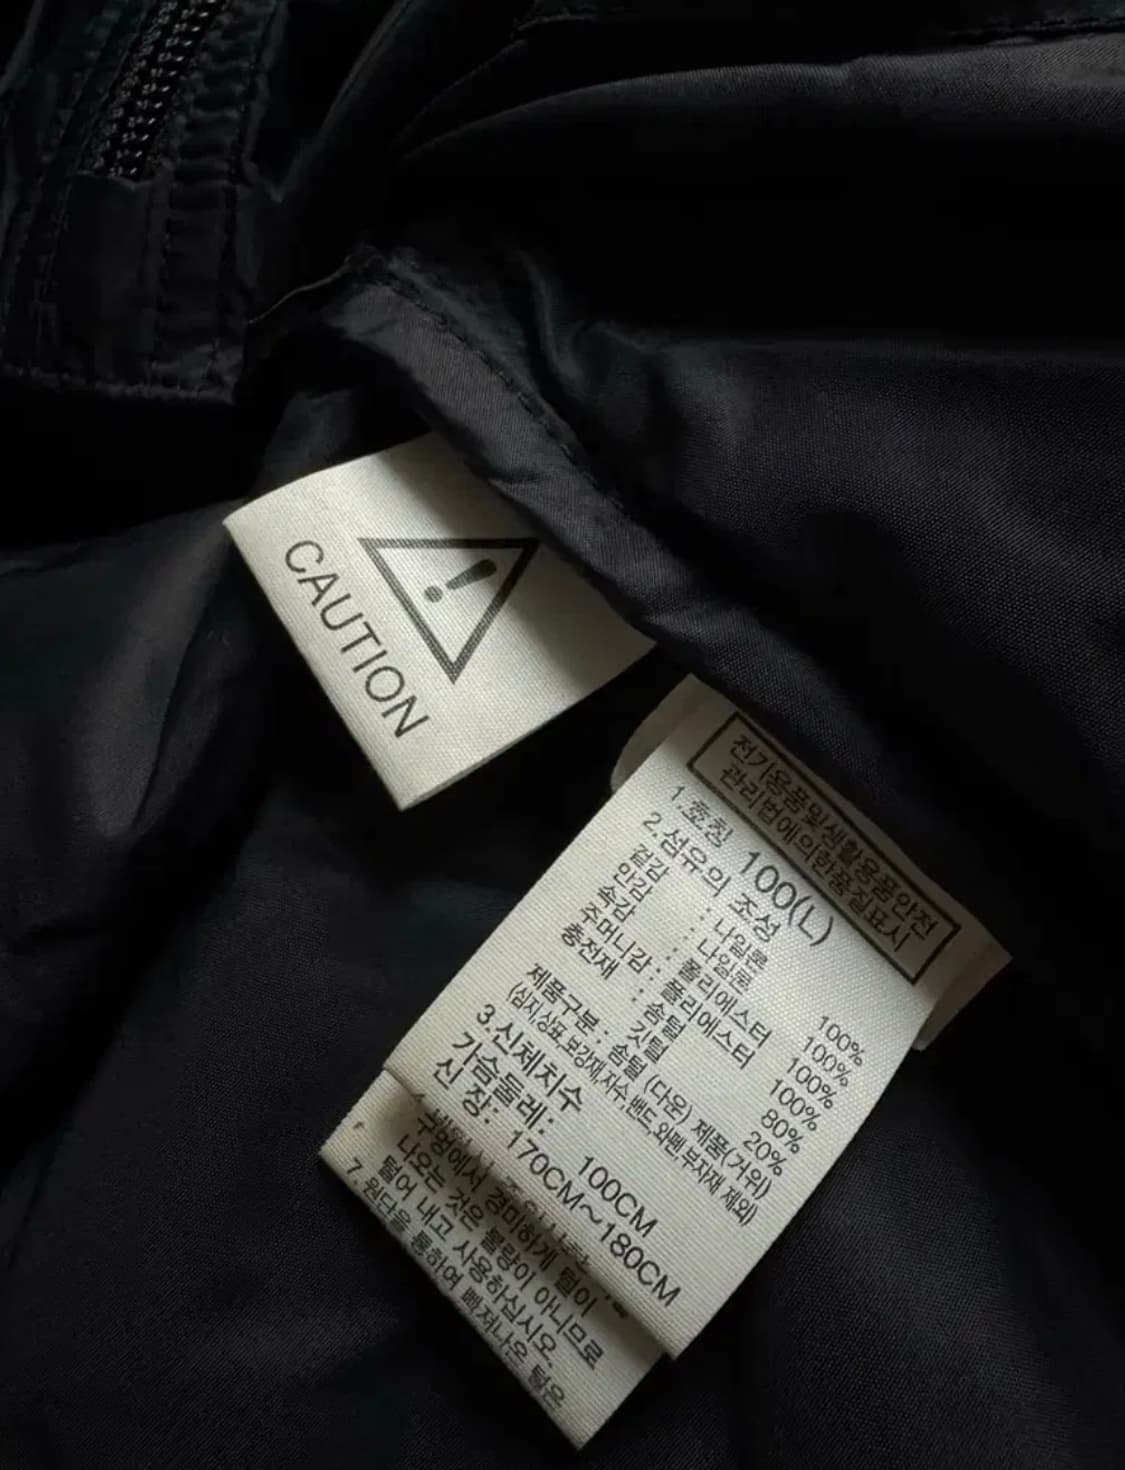 CAUTION
전기용품및생활용품안전
관리법에의한품질표시
1.호칭 100(L)
2.섬유의 조성
겉감 : 나일론 100%
안감 : 나일론 100%
속감 : 폴리에스터 100%
주머니감 : 폴리에스터 100%
충전재 : 솜털 80%
깃털 20%
제품구분 : 솜털 (다운) 제품(거위)
(심지,상표,보강재,자수,밴드,와펜,부자재 제외)
3.신체치수
가슴둘레: 100CM
신 장: 170CM~180CM
구멍에서 경미하게 털이
나오는 것은 불량이 아니므로
털어 내고 사용하십시오.
7.원단을 통하여 빠져나온 털은